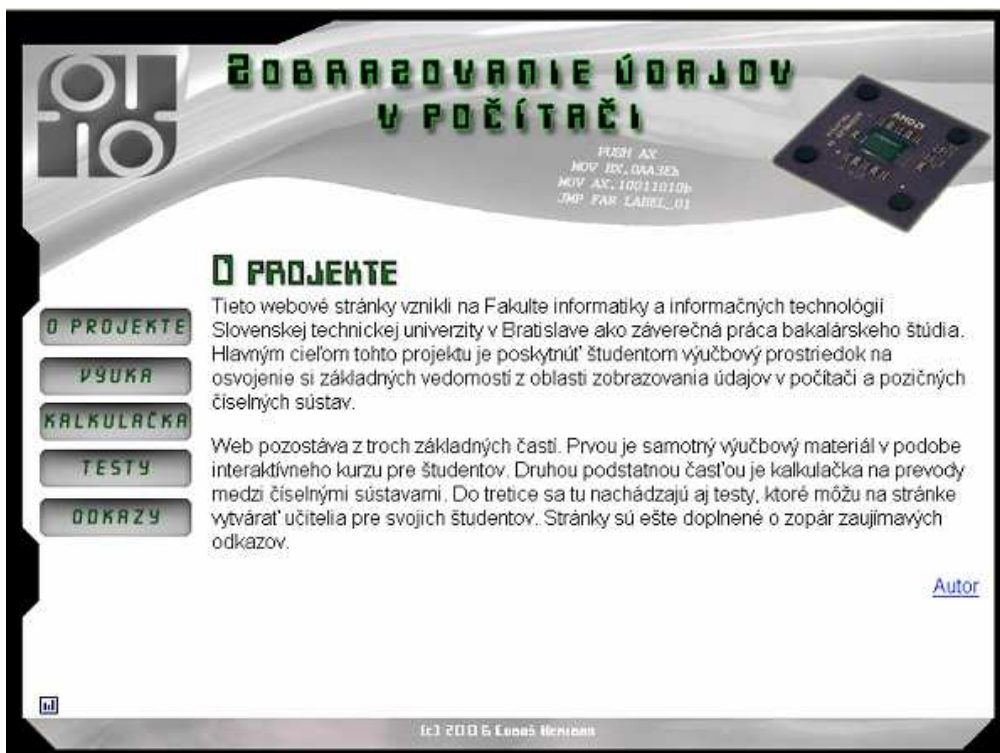 ZOBRAZOVANIE ÚDAJOV
V POČÍTAČI
AMD
PUSH AX
MOV BX,0AA3Eh
MOV AX,10011010b
JMP FAR LABEL_01
O PROJEKTE
Tieto webové stránky vznikli na Fakulte informatiky a informačných technológií
Slovenskej technickej univerzity v Bratislave ako záverečná práca bakalárskeho štúdia.
Hlavným cieľom tohto projektu je poskytnúť študentom výučbový prostriedok na
osvojenie si základných vedomostí z oblasti zobrazovania údajov v počítači a pozičných
číselných sústav.
Web pozostáva z troch základných častí. Prvou je samotný výučbový materiál v podobe
interaktívneho kurzu pre študentov. Druhou podstatnou časťou je kalkulačka na prevody
medzi číselnými sústavami. Do tretice sa tu nachádzajú aj testy, ktoré môžu na stránke
vytvárať učitelia pre svojich študentov. Stránky sú ešte doplnené o zopár zaujímavých
odkazov.
Autor
O PROJEKTE
VÝUKA
KALKULAČKA
TESTY
ODKAZY
(c) 2006